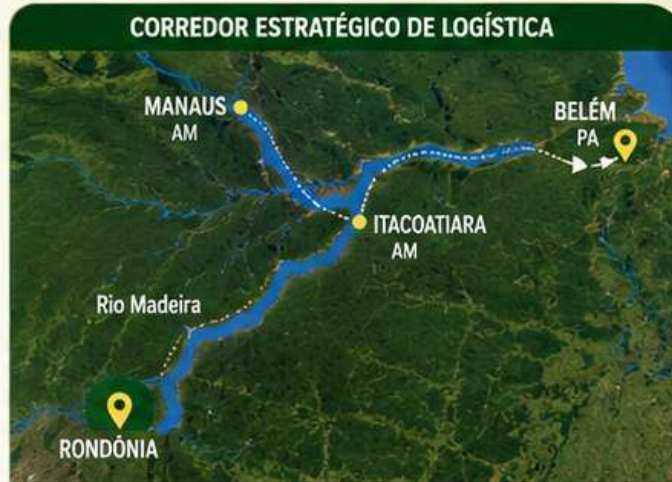 CORREDOR ESTRATÉGICO DE LOGÍSTICA
MANAUS
AM
BELÉM
PA
ITACOATIARA
AM
Rio Madeira
RONDÔNIA